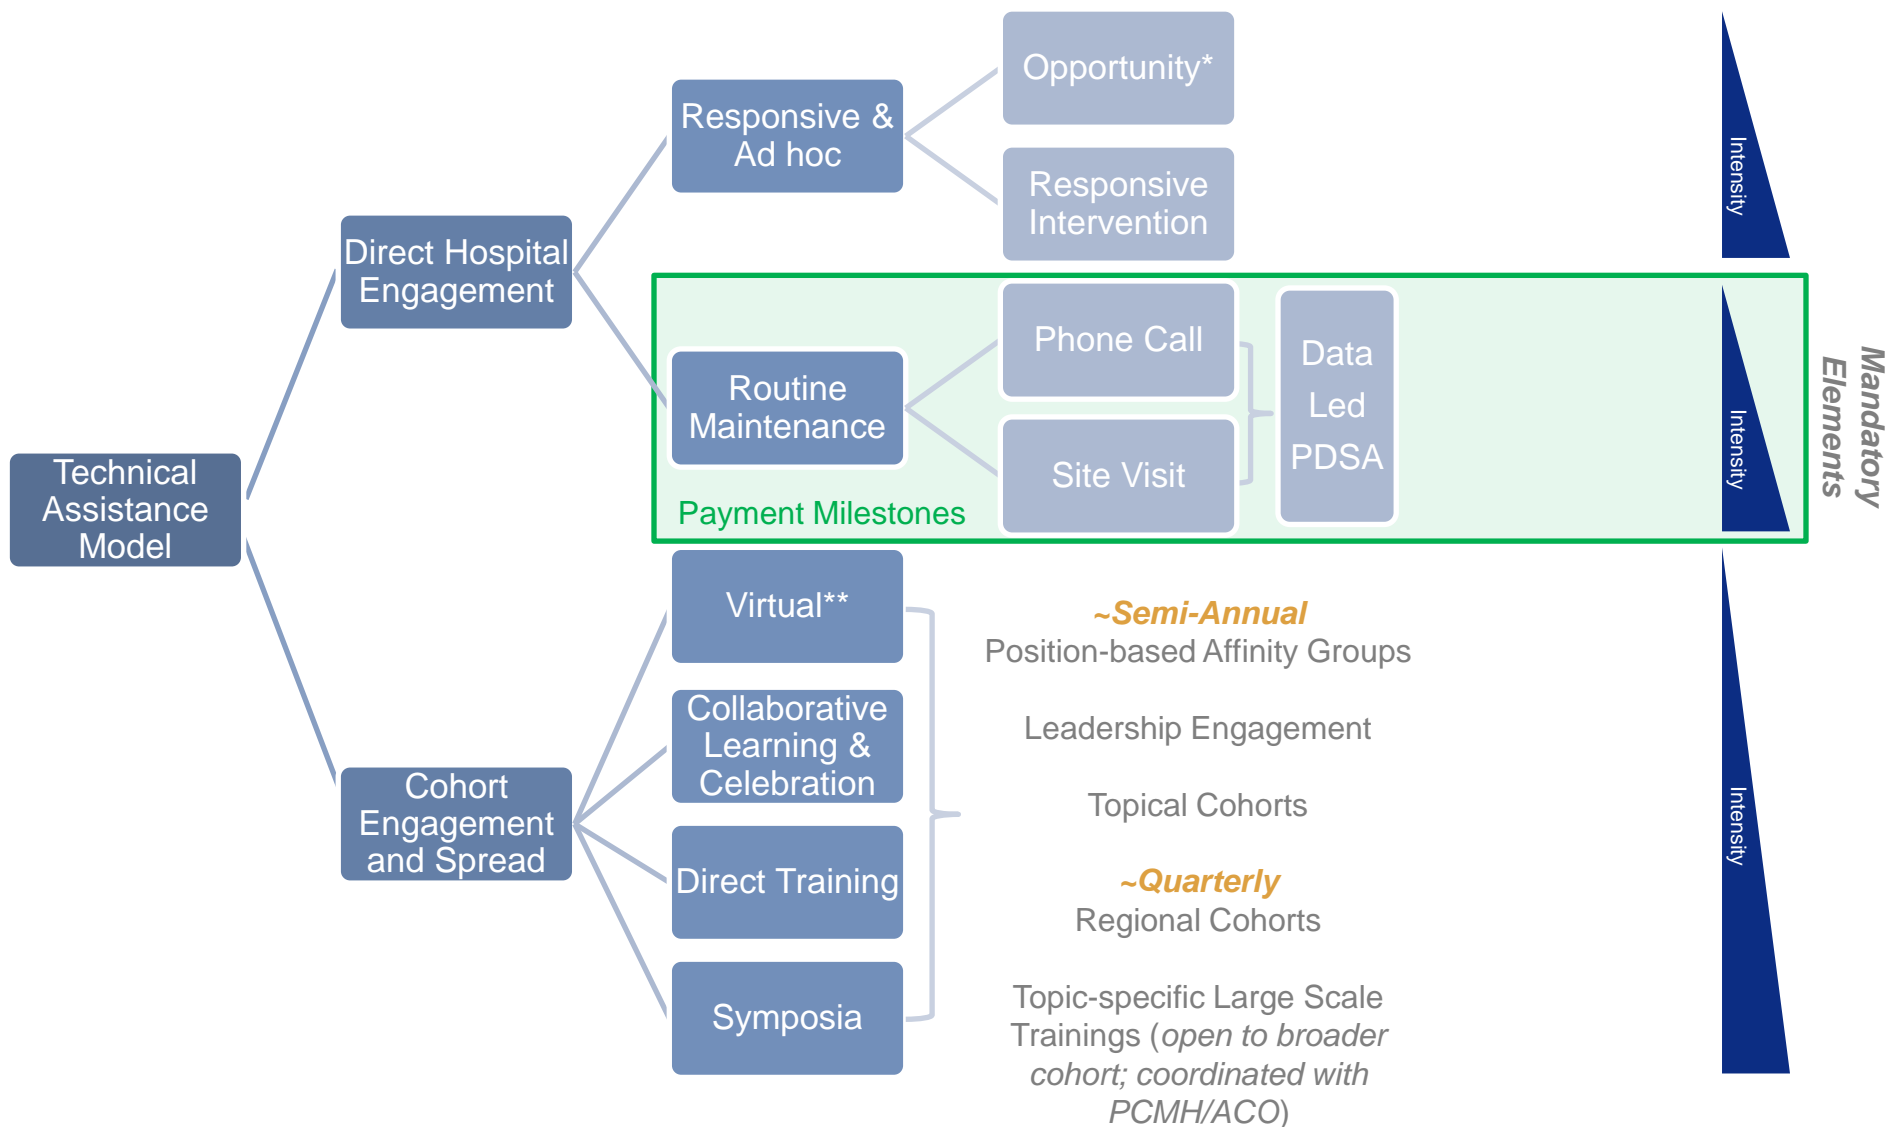 Technical
Assistance
Model
Direct Hospital
Engagement
Responsive &
Ad hoc
Opportunity*
Responsive
Intervention
Intensity
Routine
Maintenance
Phone Call
Site Visit
Data
Led
PDSA
Payment Milestones
Intensity
Mandatory
Elements
Cohort
Engagement
and Spread
Virtual**
Collaborative
Learning &
Celebration
Direct Training
Symposia
~Semi-Annual
Position-based Affinity Groups
Leadership Engagement
Topical Cohorts
~Quarterly
Regional Cohorts
Topic-specific Large Scale
Trainings (open to broader
cohort; coordinated with
PCMH/ACO)
Intensity